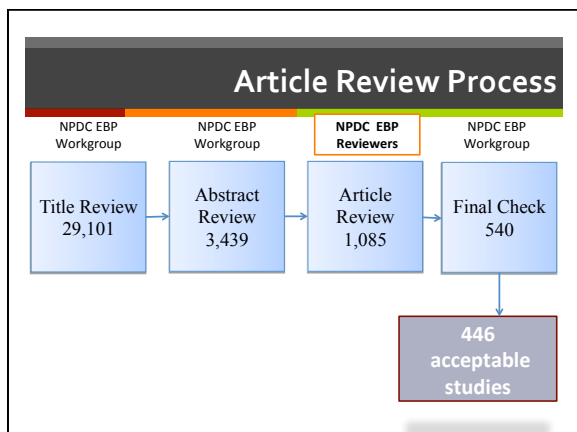 Article Review Process
NPDC EBP
Workgroup
NPDC EBP
Workgroup
NPDC EBP
Reviewers
NPDC EBP
Workgroup
Title Review
29,101
Abstract
Review
3,439
Article
Review
1,085
Final Check
540
446
acceptable
studies